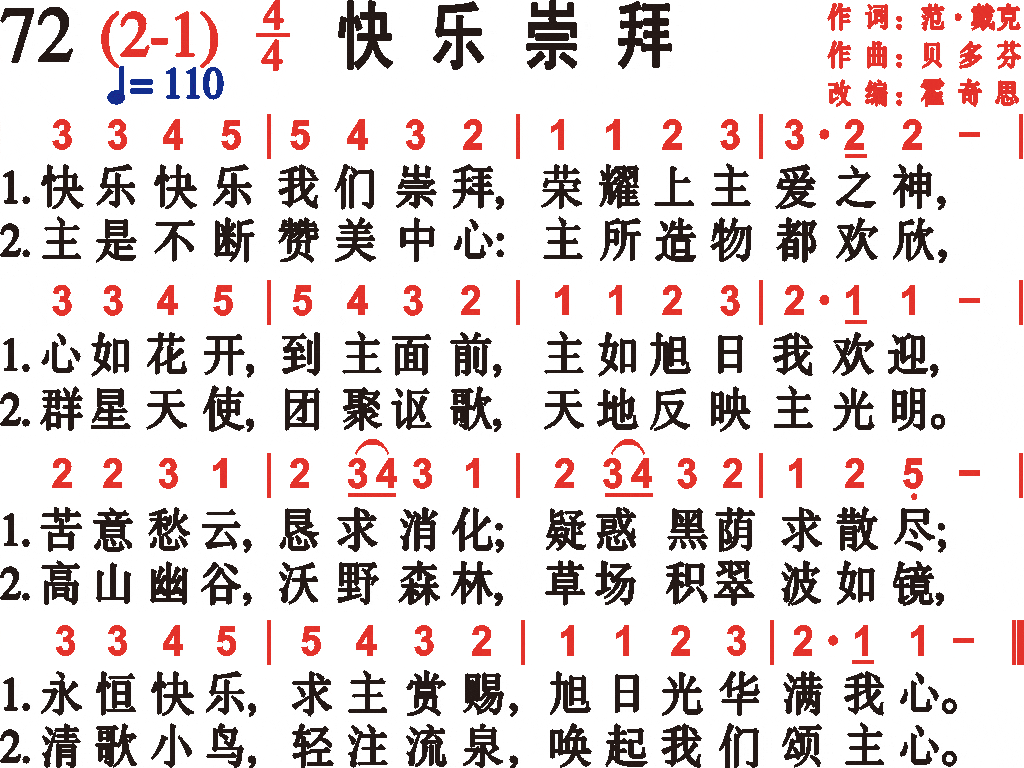 72 (2-1) 4/4 快乐崇拜
作词：范·戴克
♩= 110
作曲：贝多芬
改编：霍奇思
3 3 4 5 | 5 4 3 2 | 1 1 2 3 | 3 · 2 2 – |
1.快乐快乐我们崇拜, 荣耀上主爱之神,
2.主是不断赞美中心: 主所造物都欢欣,
3 3 4 5 | 5 4 3 2 | 1 1 2 3 | 2 · 1 1 – |
1.心如花开, 到主面前, 主如旭日我欢迎,
2.群星天使, 团聚讴歌, 天地反映主光明。
2 2 3 1 | 2 34 3 1 | 2 34 3 2 | 1 2 5 – |
1.苦意愁云, 恳求消化; 疑惑黑荫求散尽;
2.高山幽谷, 沃野森林, 草场积翠波如镜,
3 3 4 5 | 5 4 3 2 | 1 1 2 3 | 2 · 1 1 – ‖
1.永恒快乐, 求主赏赐, 旭日光华满我心。
2.清歌小鸟, 轻注流泉, 唤起我们颂主心。